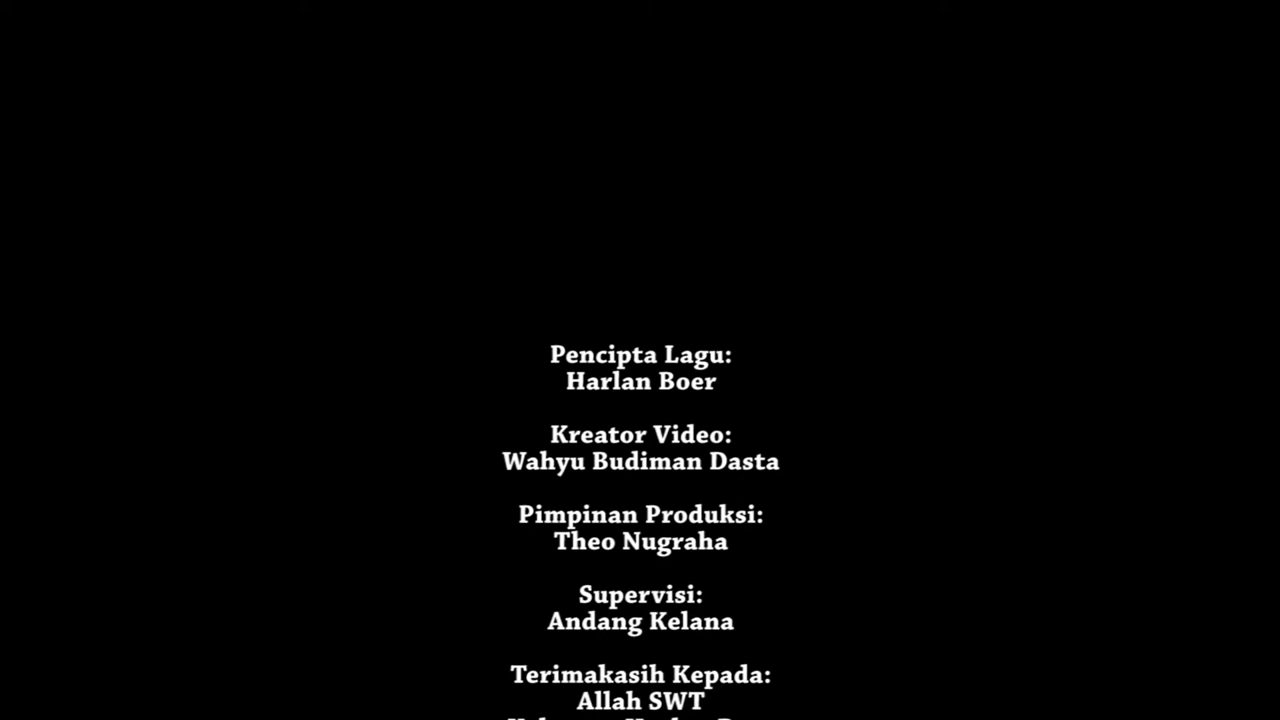 Pencipta Lagu:
Harlan Boer
Kreator Video:
Wahyu Budiman Dasta
Pimpinan Produksi:
Theo Nugraha
Supervisi:
Andang Kelana
Terimakasih Kepada:
Allah SWT